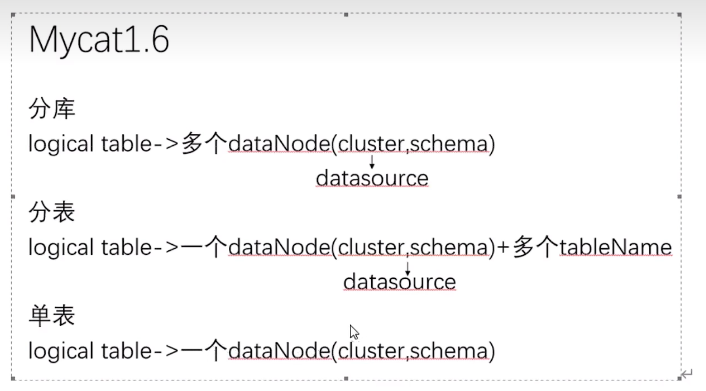 Mycat1.6
分库
logical table->多个dataNode(cluster,schema)
datasource
分表
logical table->一个dataNode(cluster,schema)+多个tableName
datasource
单表
logical table->一个dataNode(cluster,schema)